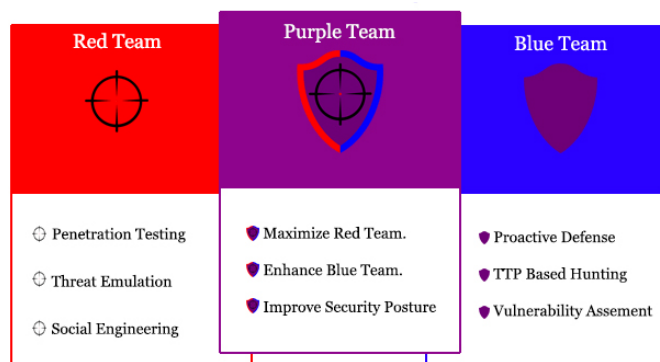 Red Team
Penetration Testing
Threat Emulation
Social Engineering
Purple Team
Maximize Red Team.
Enhance Blue Team.
Improve Security Posture
Blue Team
Proactive Defense
TTP Based Hunting
Vulnerability Assement